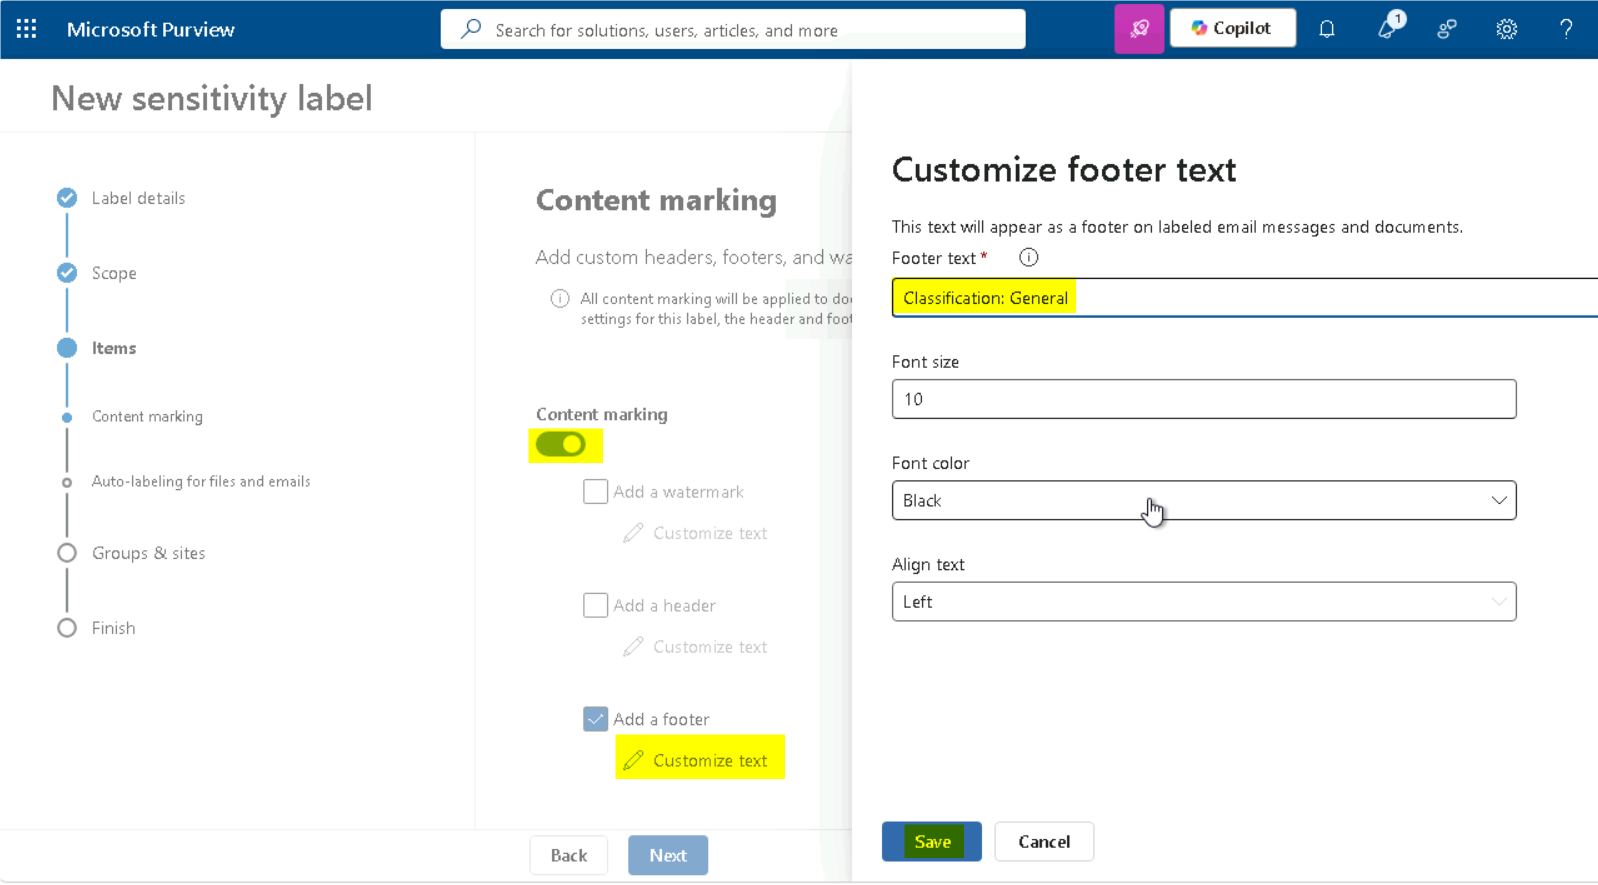 Microsoft Purview
Search for solutions, users, articles, and more
Copilot
1
?
New sensitivity label
Label details
Scope
Items
Content marking
Auto-labeling for files and emails
Groups & sites
Finish
Content marking
Add custom headers, footers, and wa
All content marking will be applied to do
settings for this label, the header and foot
Content marking
Add a watermark
Customize text
Add a header
Customize text
Add a footer
Customize text
Back
Next
Customize footer text
This text will appear as a footer on labeled email messages and documents.
Footer text *
Classification: General
Font size
10
Font color
Black
Align text
Left
Save
Cancel